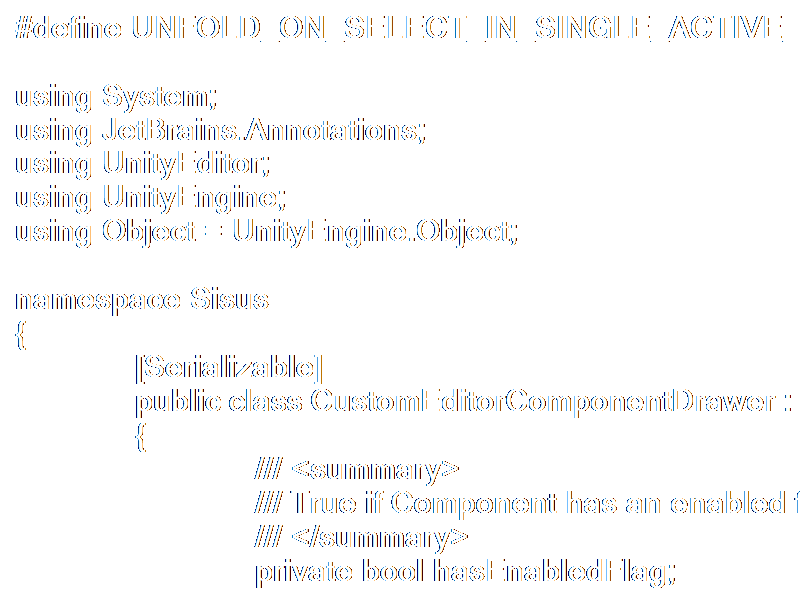 #define UNFOLD_ON_SELECT_IN_SINGLE_ACTIVE
using System;
using JetBrains.Annotations;
using UnityEditor;
using UnityEngine;
using Object = UnityEngine.Object;
namespace Sisus
{
[Serializable]
public class CustomEditorComponentDrawer :
{
/// <summary>
/// True if Component has an enabled
/// </summary>
private bool hasEnabledFlag;